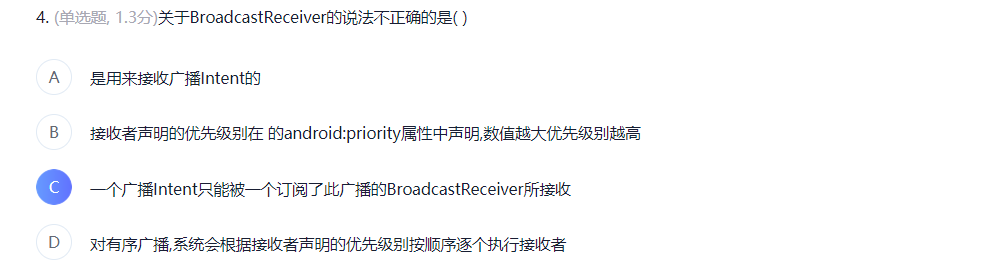 4. (单选题, 1.3分)关于BroadcastReceiver的说法不正确的是( )
A 是用来接收广播Intent的
B 接收者声明的优先级别在 的android:priority属性中声明,数值越大优先级别越高
C 一个广播Intent只能被一个订阅了此广播的BroadcastReceiver所接收
D 对有序广播,系统会根据接收者声明的优先级别按顺序逐个执行接收者